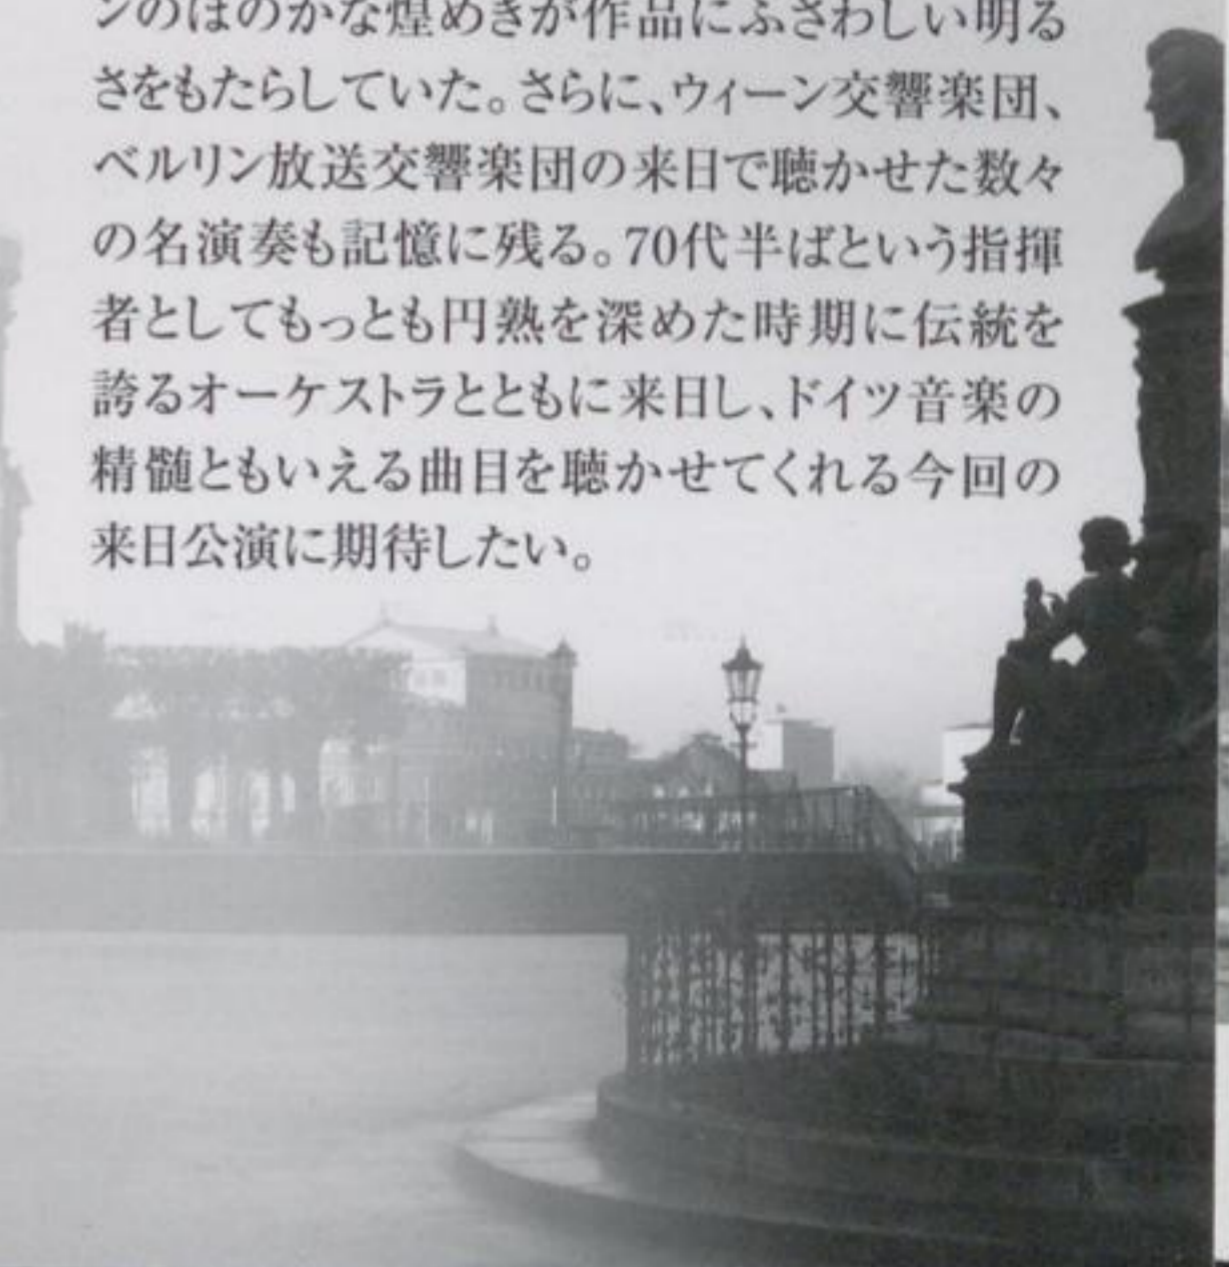 ンのほのかな煌めきが作品にふさわしい明る
さをもたらしていた。さらに、ウィーン交響楽団、
ベルリン放送交響楽団の来日で聴かせた数々
の名演奏も記憶に残る。70代半ばという指揮
者としてもっとも円熟を深めた時期に伝統を
誇るオーケストラとともに来日し、ドイツ音楽の
精髄ともいえる曲目を聴かせてくれる今回の
来日公演に期待したい。